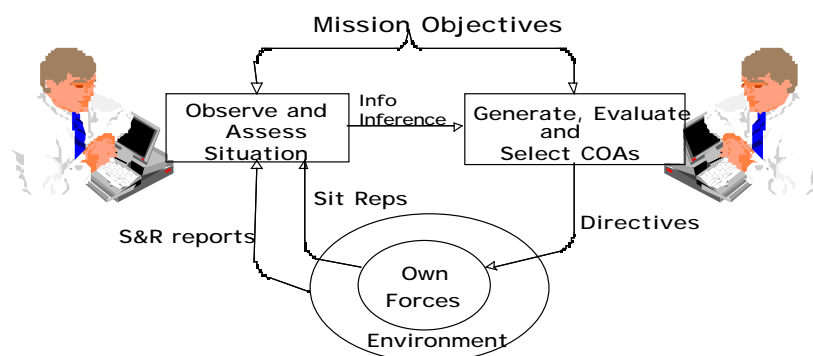 Mission Objectives
Observe and
Assess
Situation
Info
Inference
Generate, Evaluate
and
Select COAs
Sit Reps
S&R reports
Directives
Own
Forces
Environment